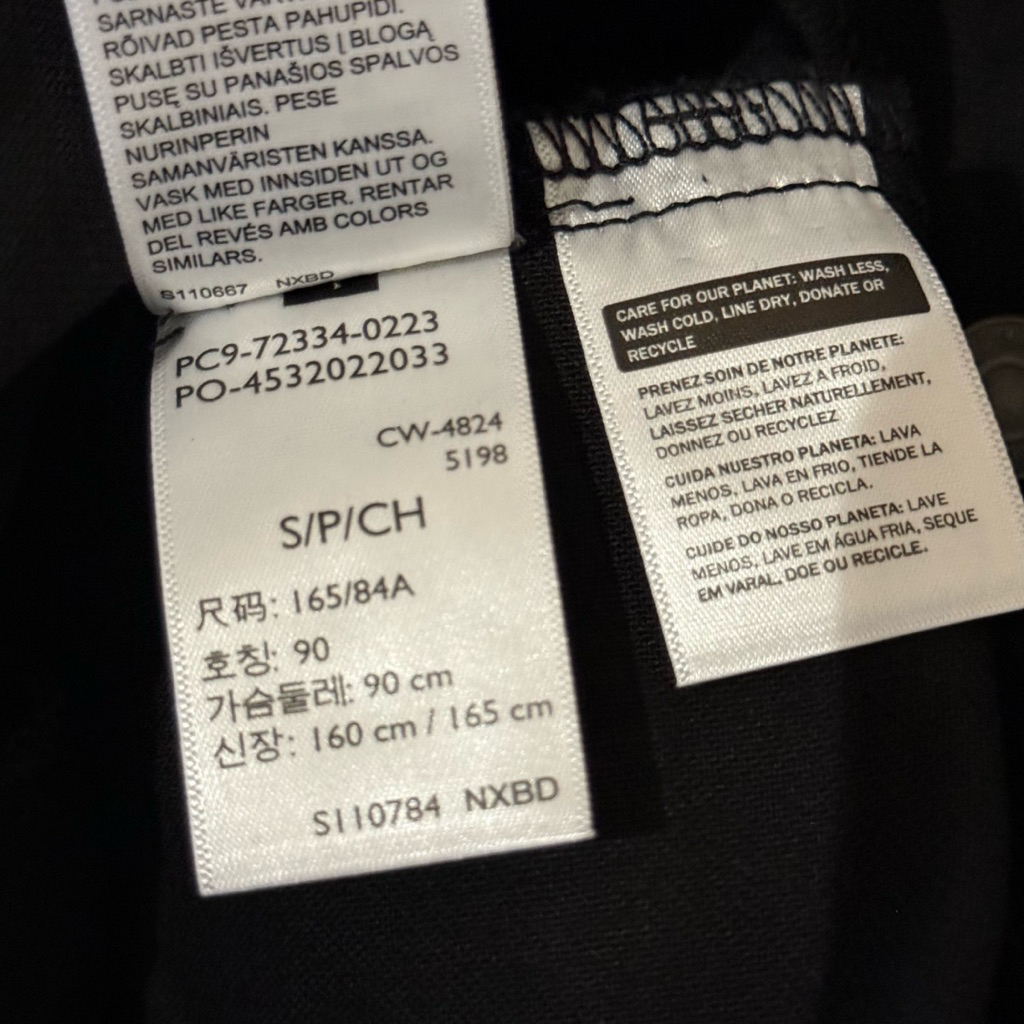 SARNASTE
RÕIVAD PESTA PAHUPIDI.
SKALBTI IŠVERTUS Į BLOGĄ
PUSĘ SU PANAŠIOS SPALVOS
SKALBINIAIS. PESE
NURINPERIN
SAMANVÄRISTEN KANSSA.
VASK MED INNSIDEN UT OG
MED LIKE FARGER. RENTAR
DEL REVÉS AMB COLORS
SIMILARS.
S110667 NXBD
PC9-72334-0223
PO-4532022033
CW-4824
5198
S/P/CH
尺码: 165/84A
호칭: 90
가슴둘레: 90 cm
신장: 160 cm / 165 cm
S110784 NXBD
CARE FOR OUR PLANET: WASH LESS,
WASH COLD, LINE DRY, DONATE OR
RECYCLE
PRENEZ SOIN DE NOTRE PLANETE:
LAVEZ MOINS, LAVEZ A FROID,
LAISSEZ SECHER NATURELLEMENT,
DONNEZ OU RECYCLEZ
CUIDA NUESTRO PLANETA: LAVA
MENOS, LAVA EN FRIO, TIENDE LA
ROPA, DONA O RECICLA.
CUIDE DO NOSSO PLANETA: LAVE
MENOS, LAVE EM ÁGUA FRIA, SEQUE
EM VARAL, DOE OU RECICLE.